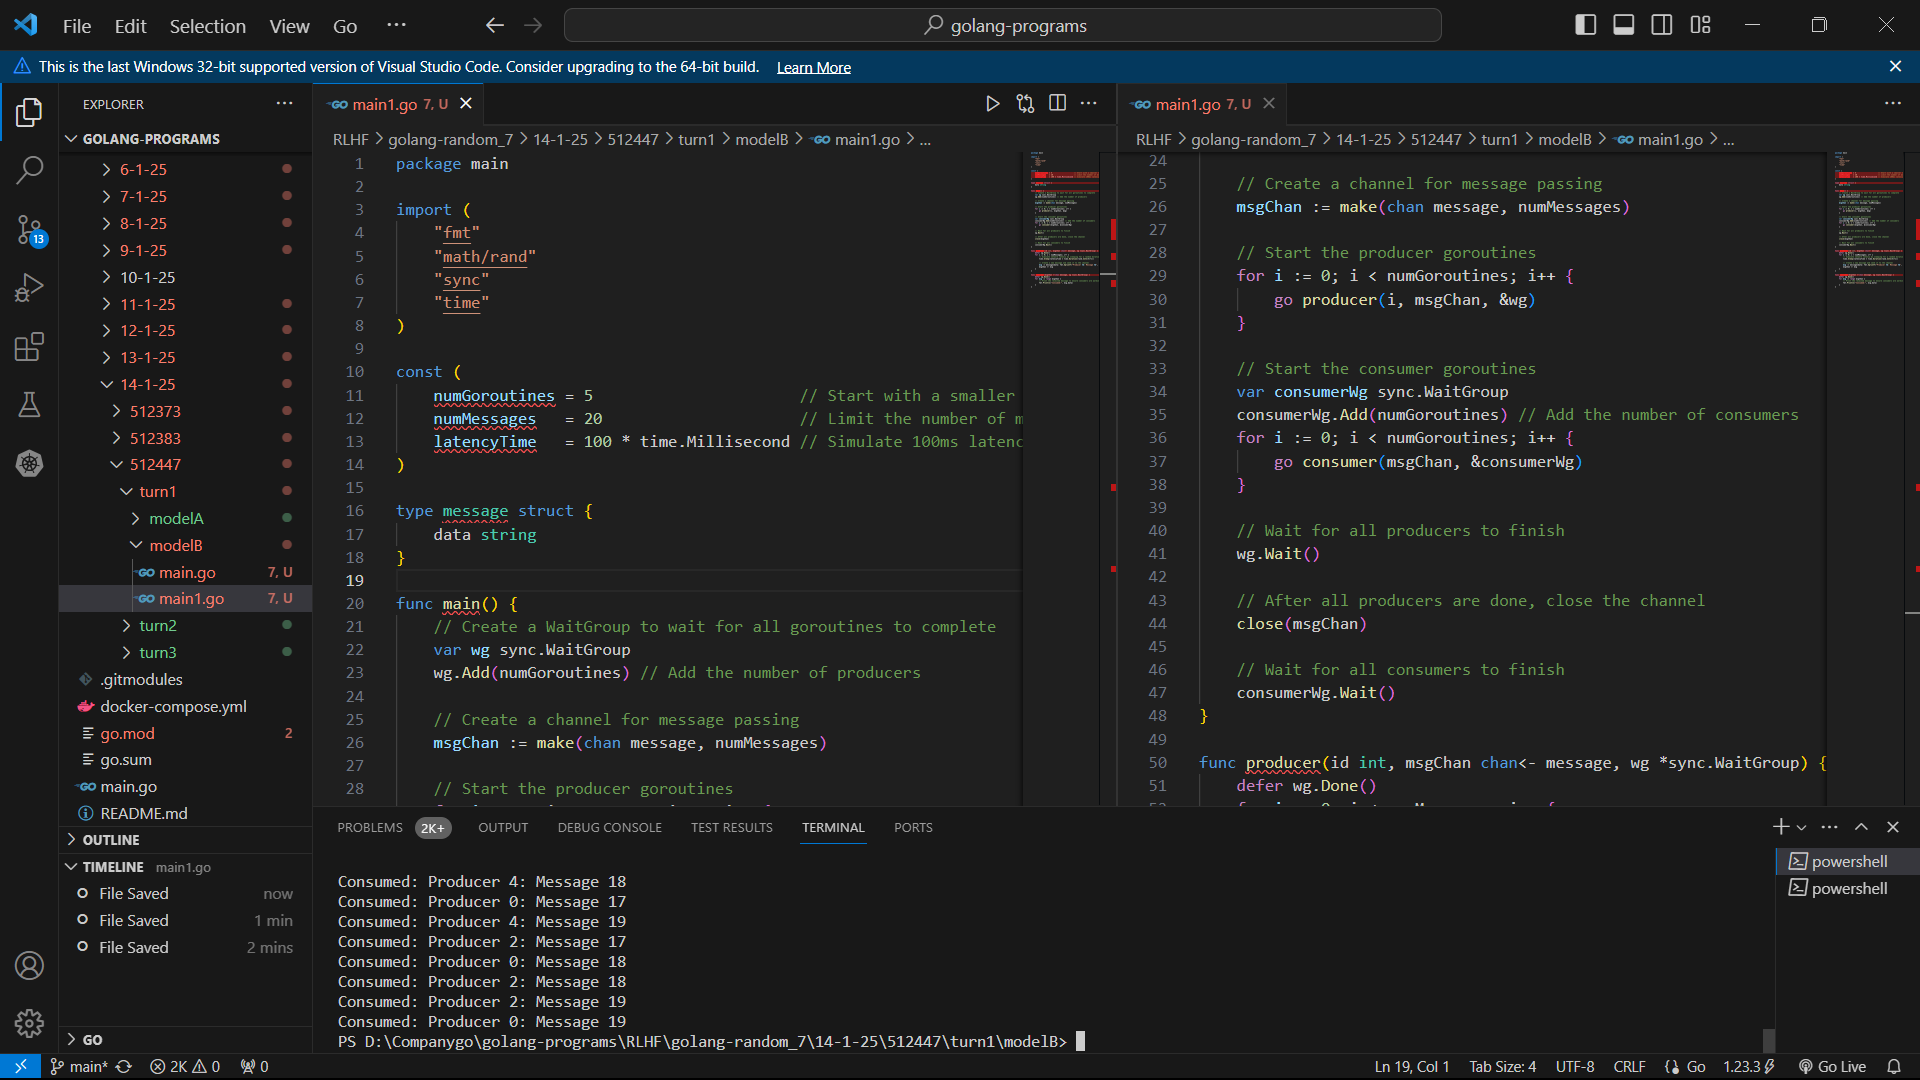 File Edit Selection View Go ···
golang-programs
This is the last Windows 32-bit supported version of Visual Studio Code. Consider upgrading to the 64-bit build. Learn More
EXPLORER
GOLANG-PROGRAMS
6-1-25
7-1-25
8-1-25
9-1-25
10-1-25
11-1-25
12-1-25
13-1-25
14-1-25
512373
512383
512447
turn1
modelA
modelB
main.go 7, U
main1.go 7, U
turn2
turn3
.gitmodules
docker-compose.yml
go.mod 2
go.sum
main.go
README.md
OUTLINE
TIMELINE main1.go
File Saved now
File Saved 1 min
File Saved 2 mins
GO
13
main1.go 7, U
RLHF > golang-random_7 > 14-1-25 > 512447 > turn1 > modelB > main1.go > ...
1 package main
2
3 import (
4 "fmt"
5 "math/rand"
6 "sync"
7 "time"
8 )
9
10 const (
11 numGoroutines = 5 // Start with a smaller
12 numMessages = 20 // Limit the number of m
13 latencyTime = 100 * time.Millisecond // Simulate 100ms latenc
14 )
15
16 type message struct {
17 data string
18 }
19
20 func main() {
21 // Create a WaitGroup to wait for all goroutines to complete
22 var wg sync.WaitGroup
23 wg.Add(numGoroutines) // Add the number of producers
24
25 // Create a channel for message passing
26 msgChan := make(chan message, numMessages)
27
28 // Start the producer goroutines
main1.go 7, U
RLHF > golang-random_7 > 14-1-25 > 512447 > turn1 > modelB > main1.go > ...
24
25 // Create a channel for message passing
26 msgChan := make(chan message, numMessages)
27
28 // Start the producer goroutines
29 for i := 0; i < numGoroutines; i++ {
30 go producer(i, msgChan, &wg)
31 }
32
33 // Start the consumer goroutines
34 var consumerWg sync.WaitGroup
35 consumerWg.Add(numGoroutines) // Add the number of consumers
36 for i := 0; i < numGoroutines; i++ {
37 go consumer(msgChan, &consumerWg)
38 }
39
40 // Wait for all producers to finish
41 wg.Wait()
42
43 // After all producers are done, close the channel
44 close(msgChan)
45
46 // Wait for all consumers to finish
47 consumerWg.Wait()
48 }
49
50 func producer(id int, msgChan chan<- message, wg *sync.WaitGroup) {
51 defer wg.Done()
PROBLEMS 2K+ OUTPUT DEBUG CONSOLE TEST RESULTS TERMINAL PORTS
Consumed: Producer 4: Message 18
Consumed: Producer 0: Message 17
Consumed: Producer 4: Message 19
Consumed: Producer 2: Message 17
Consumed: Producer 0: Message 18
Consumed: Producer 2: Message 18
Consumed: Producer 2: Message 19
Consumed: Producer 0: Message 19
PS D:\Companygo\golang-programs\RLHF\golang-random_7\14-1-25\512447\turn1\modelB>
powershell
powershell
main* 2K 0 0
Ln 19, Col 1 Tab Size: 4 UTF-8 CRLF Go 1.23.3 Go Live